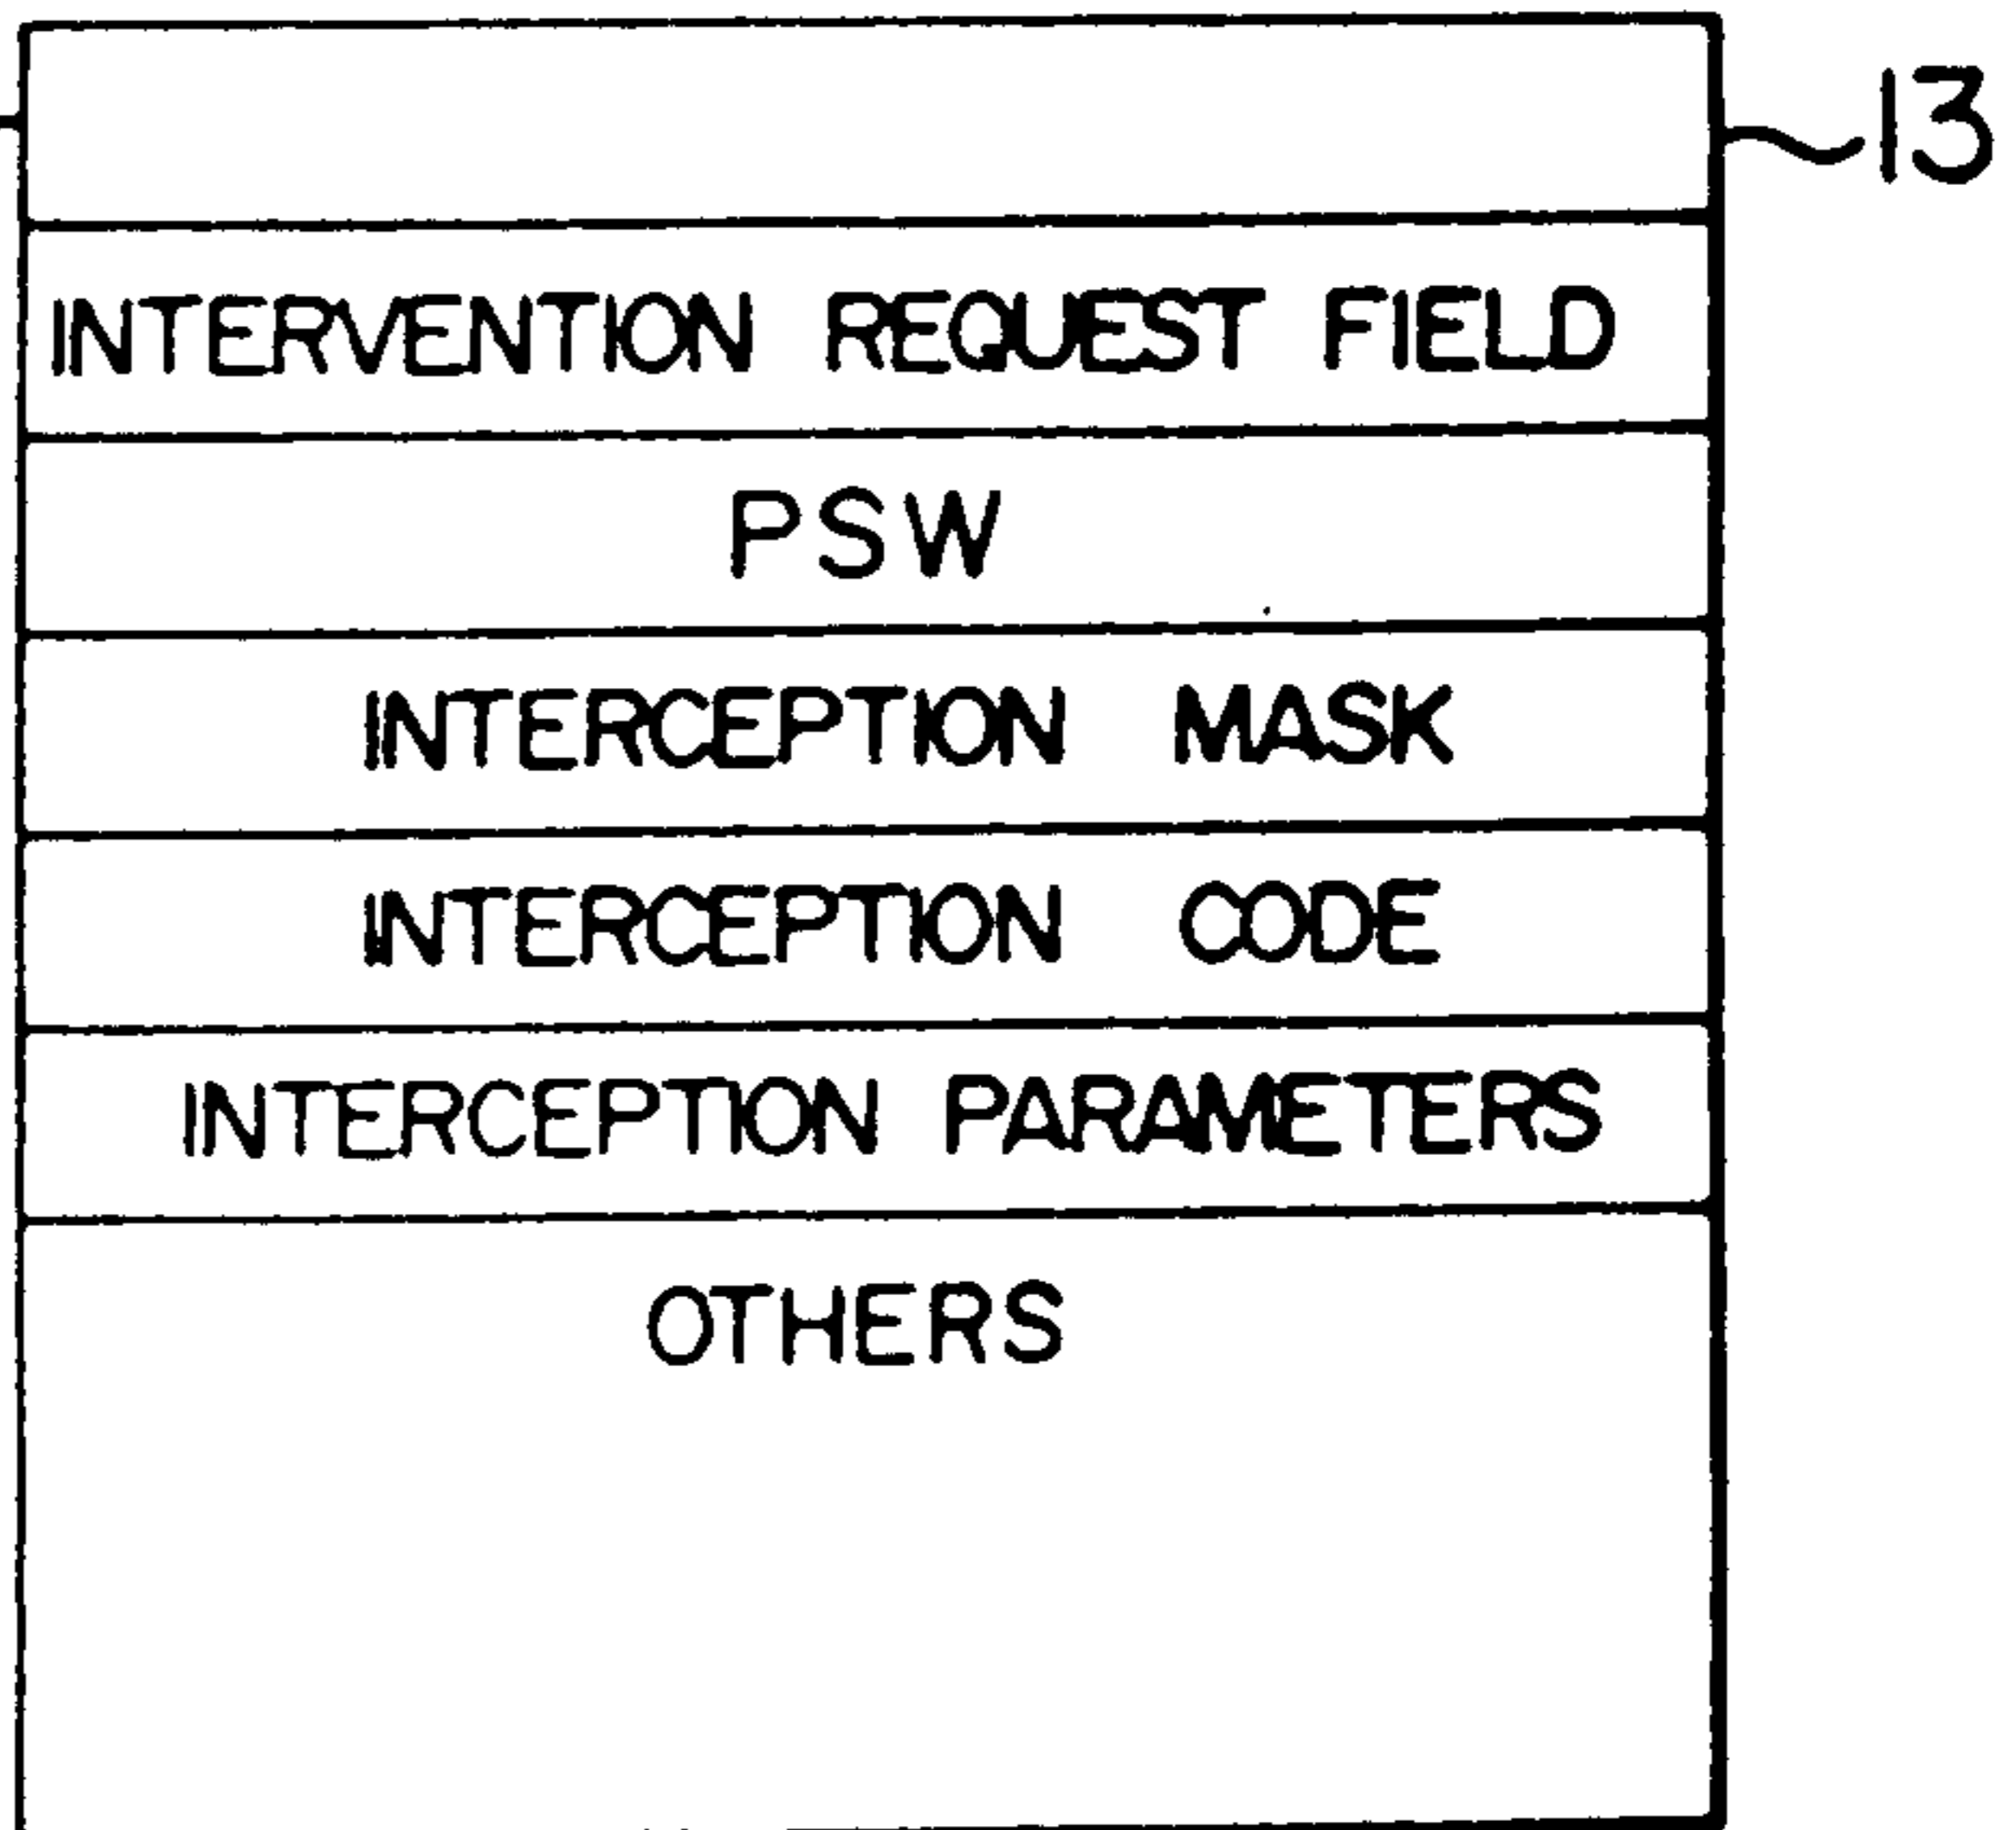 13
INTERVENTION REQUEST FIELD
PSW
INTERCEPTION MASK
INTERCEPTION CODE
INTERCEPTION PARAMETERS
OTHERS